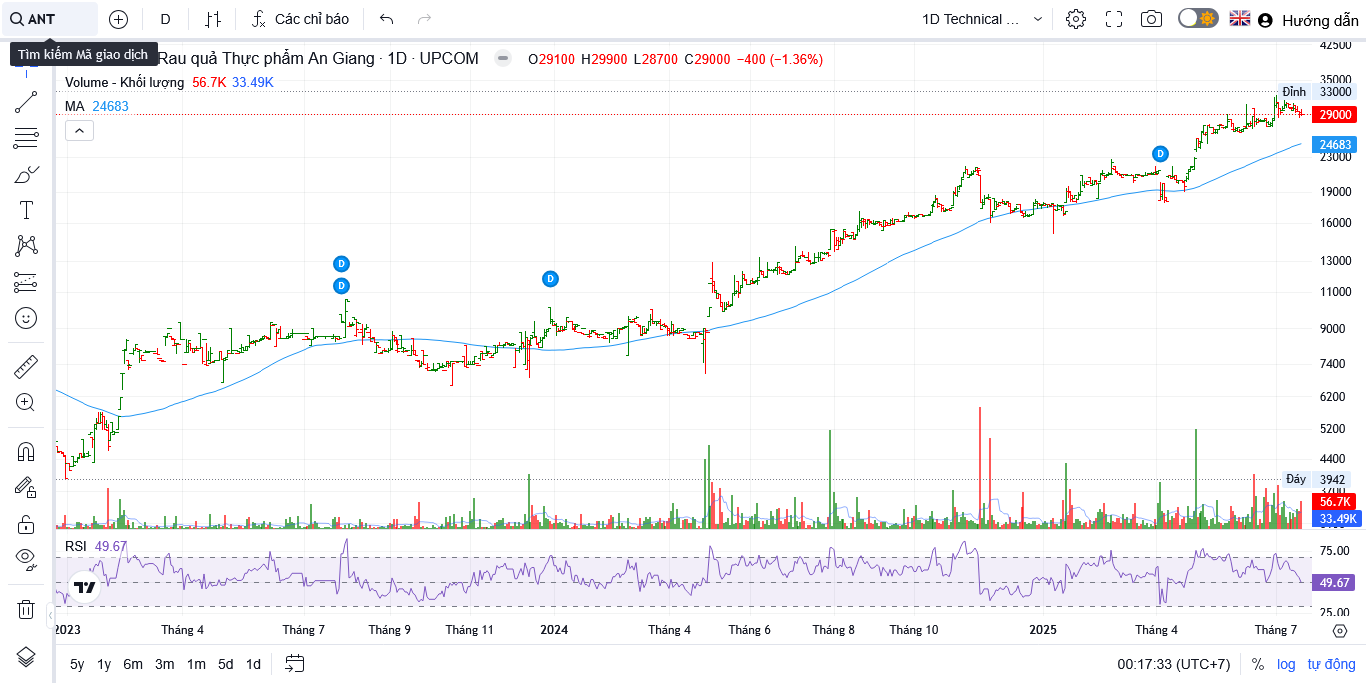 ANT
D
Các chỉ báo
1D Technical ...
Hướng dẫn
Tìm kiếm Mã giao dịch
Rau quả Thực phẩm An Giang · 1D · UPCOM
O29100 H29900 L28700 C29000 −400 (−1.36%)
Volume - Khối lượng 56.7K 33.49K
MA 24683
42500
35000
Đỉnh 33000
29000
24683
23000
19000
16000
13000
11000
9000
7400
6200
5200
4400
Đáy 3942
56.7K
33.49K
D
D
D
D
RSI 49.67
75.00
49.67
25.00
2023 Tháng 4 Tháng 7 Tháng 9 Tháng 11 2024 Tháng 4 Tháng 6 Tháng 8 Tháng 10 2025 Tháng 4 Tháng 7
5y 1y 6m 3m 1m 5d 1d
00:17:33 (UTC+7) % log tự động